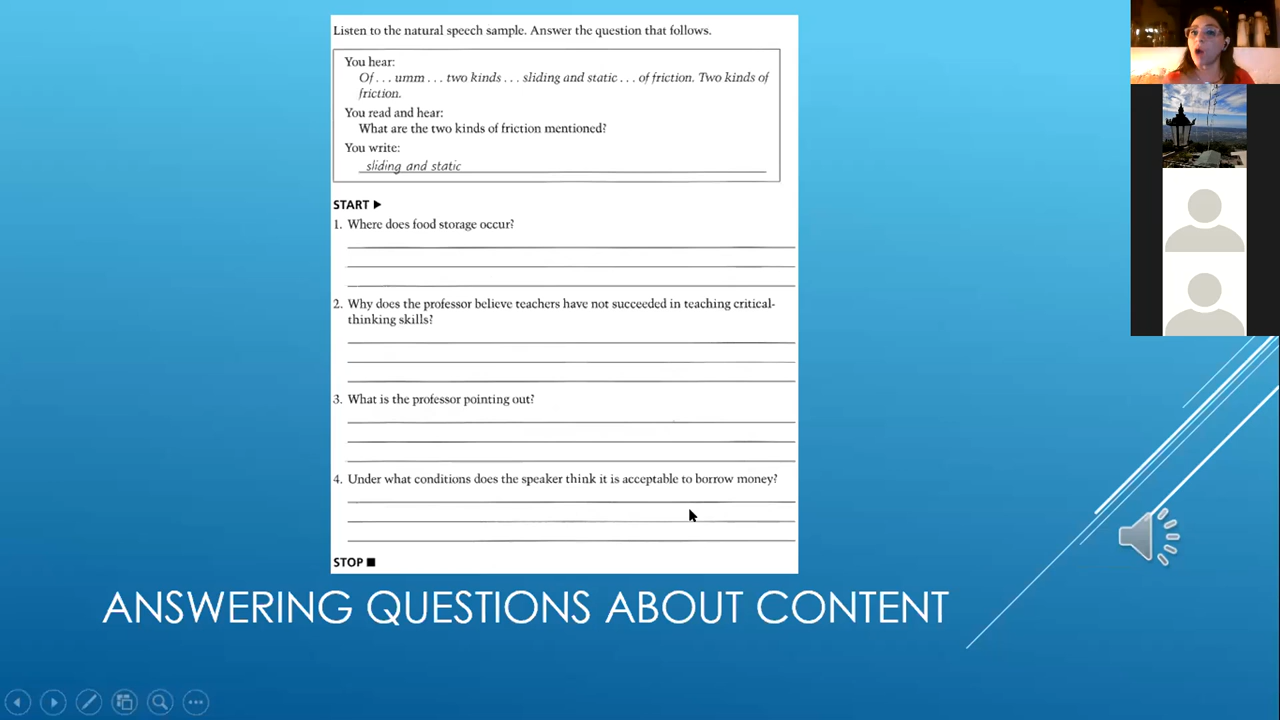 Listen to the natural speech sample. Answer the question that follows.
You hear:
Of . . . umm . . . two kinds . . . sliding and static . . . of friction. Two kinds of
friction.
You read and hear:
What are the two kinds of friction mentioned?
You write:
sliding and static
START ▶
1. Where does food storage occur?
2. Why does the professor believe teachers have not succeeded in teaching critical-
thinking skills?
3. What is the professor pointing out?
4. Under what conditions does the speaker think it is acceptable to borrow money?
STOP ■
ANSWERING QUESTIONS ABOUT CONTENT